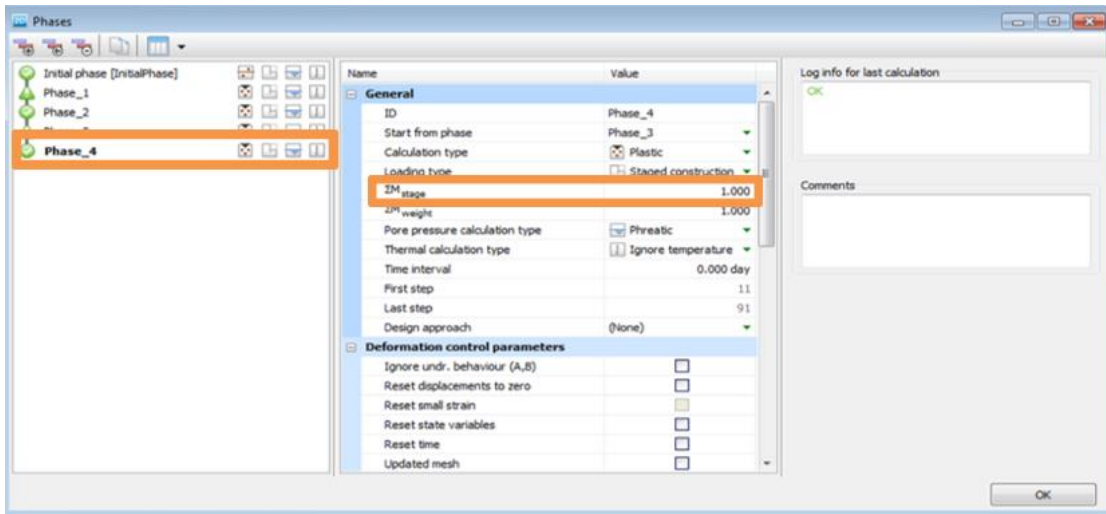 Phases
Initial phase [InitialPhase]
Phase_1
Phase_2
Phase_4
Name Value
General
ID Phase_4
Start from phase Phase_3
Calculation type Plastic
Loading type Staged construction
ΣM stage 1.000
ΣM weight 1.000
Pore pressure calculation type Phreatic
Thermal calculation type Ignore temperature
Time interval 0.000 day
First step 11
Last step 91
Design approach (None)
Deformation control parameters
Ignore undr. behaviour (A,B)
Reset displacements to zero
Reset small strain
Reset state variables
Reset time
Updated mesh
Log info for last calculation
OK
Comments
OK